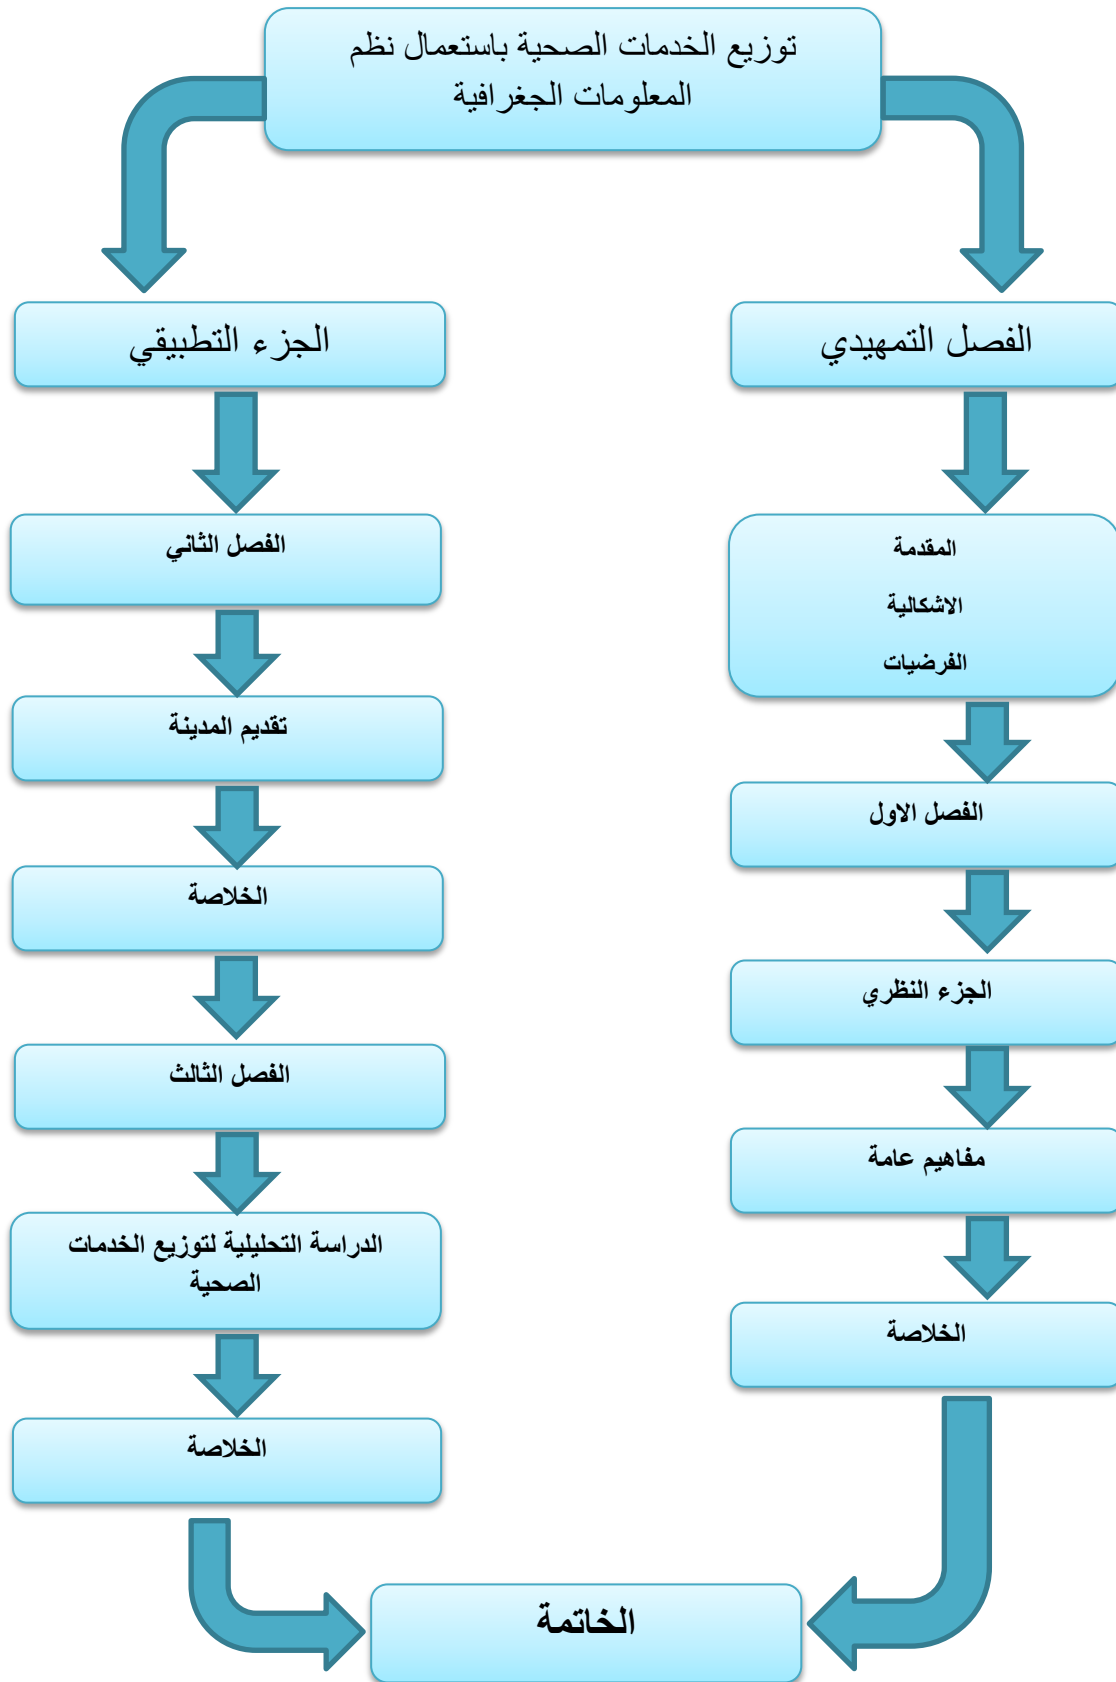 توزيع الخدمات الصحية باستعمال نظم
المعلومات الجغرافية
الفصل التمهيدي
المقدمة
الاشكالية
الفرضيات
الفصل الاول
الجزء النظري
مفاهيم عامة
الخلاصة
الجزء التطبيقي
الفصل الثاني
تقديم المدينة
الخلاصة
الفصل الثالث
الدراسة التحليلية لتوزيع الخدمات
الصحية
الخلاصة
الخاتمة